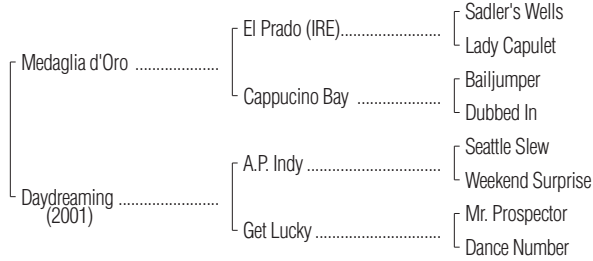 Sadler's Wells
El Prado (IRE)........................
Lady Capulet
Medaglia d'Oro ....................
Bailjumper
Cappucino Bay ....................
Dubbed In
Seattle Slew
A.P. Indy ................................
Weekend Surprise
Daydreaming ........................
(2001)
Mr. Prospector
Get Lucky ..............................
Dance Number